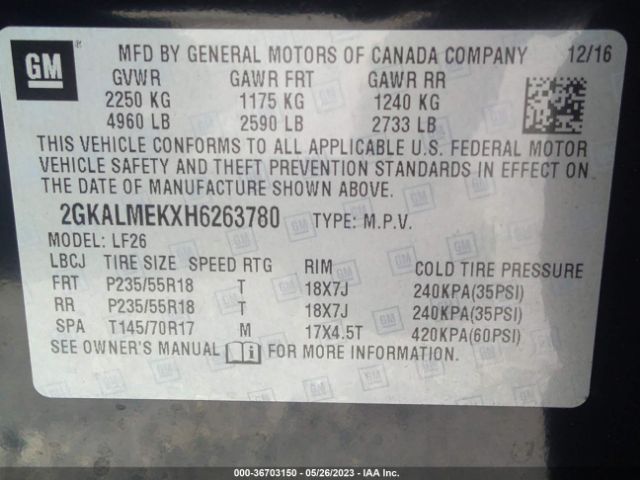 GM MFD BY GENERAL MOTORS OF CANADA COMPANY 12/16
GVWR GAWR FRT GAWR RR
2250 KG 1175 KG 1240 KG
4960 LB 2590 LB 2733 LB
THIS VEHICLE CONFORMS TO ALL APPLICABLE U.S. FEDERAL MOTOR
VEHICLE SAFETY AND THEFT PREVENTION STANDARDS IN EFFECT ON
THE DATE OF MANUFACTURE SHOWN ABOVE.
2GKALMEKXH6263780 TYPE: M.P.V.
MODEL: LF26
LBCJ TIRE SIZE SPEED RTG RIM COLD TIRE PRESSURE
FRT P235/55R18 T 18X7J 240KPA(35PSI)
RR P235/55R18 T 18X7J 240KPA(35PSI)
SPA T145/70R17 M 17X4.5T 420KPA(60PSI)
SEE OWNER'S MANUAL i FOR MORE INFORMATION.
000-36703150 - 05/26/2023 - IAA Inc.